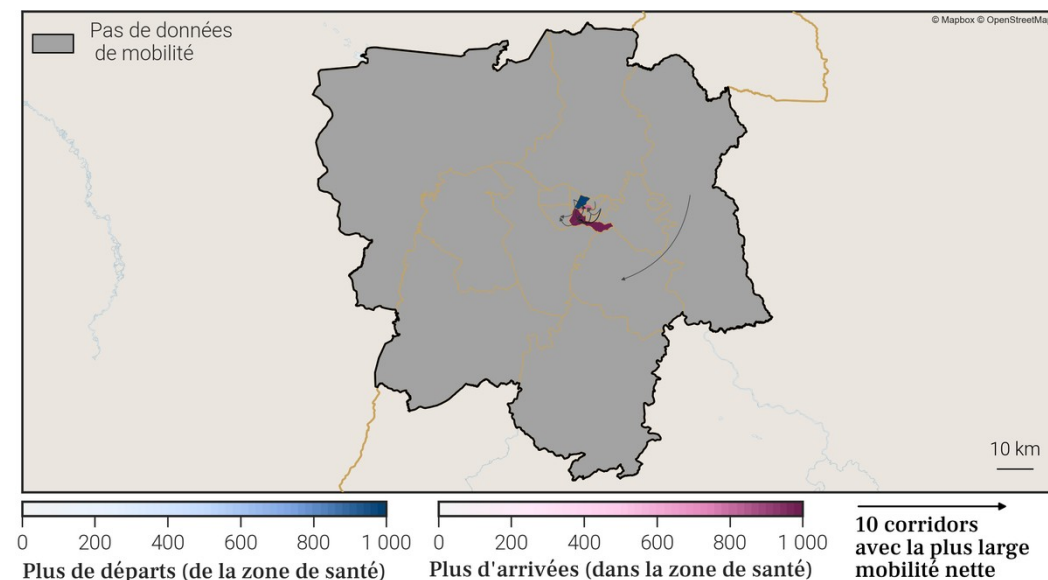 © Mapbox © OpenStreetMap
Pas de données
de mobilité
10 km
0 200 400 600 800 1 000
Plus de départs (de la zone de santé)
0 200 400 600 800 1 000
Plus d'arrivées (dans la zone de santé)
10 corridors
avec la plus large
mobilité nette